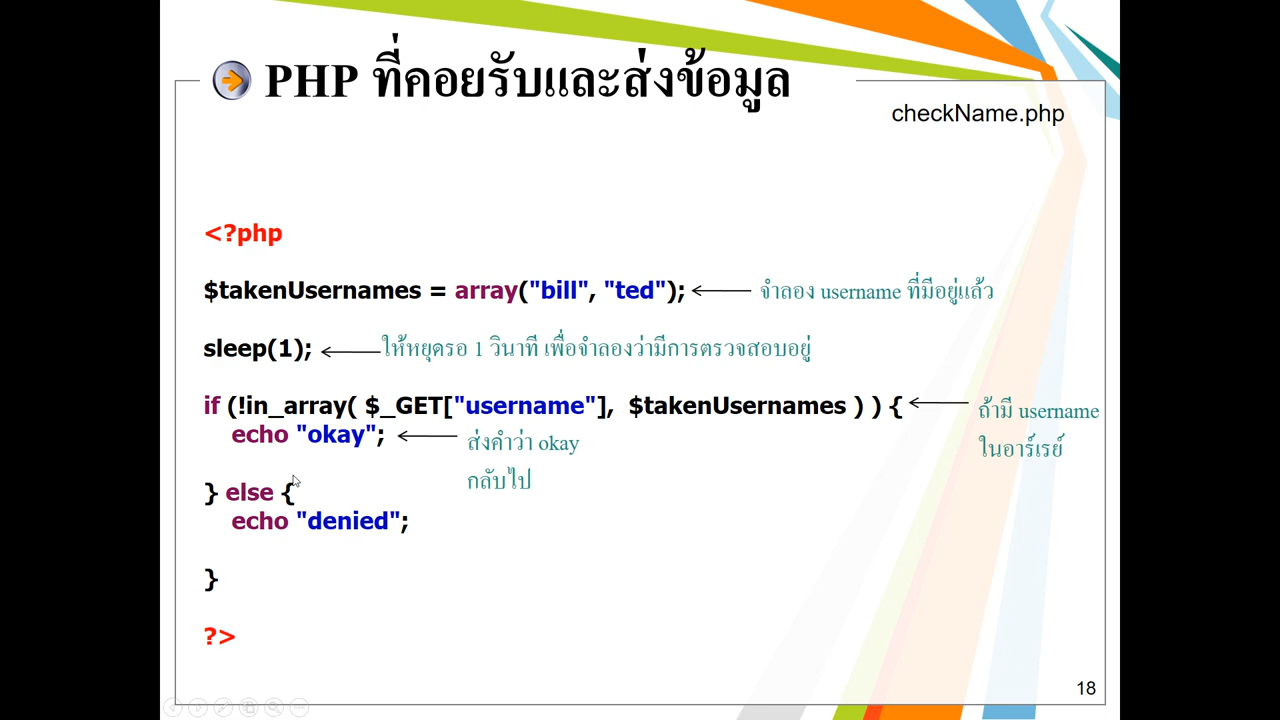 PHP ที่คอยรับและส่งข้อมูล
checkName.php
<?php
$takenUsernames = array("bill", "ted"); จำลอง username ที่มีอยู่แล้ว
sleep(1); ให้หยุดรอ 1 วินาที เพื่อจำลองว่ามีการตรวจสอบอยู่
if (!in_array( $_GET["username"], $takenUsernames ) ) { ถ้ามี username
ในอาร์เรย์
echo "okay"; ส่งคำว่า okay
กลับไป
} else {
echo "denied";
}
?>
18